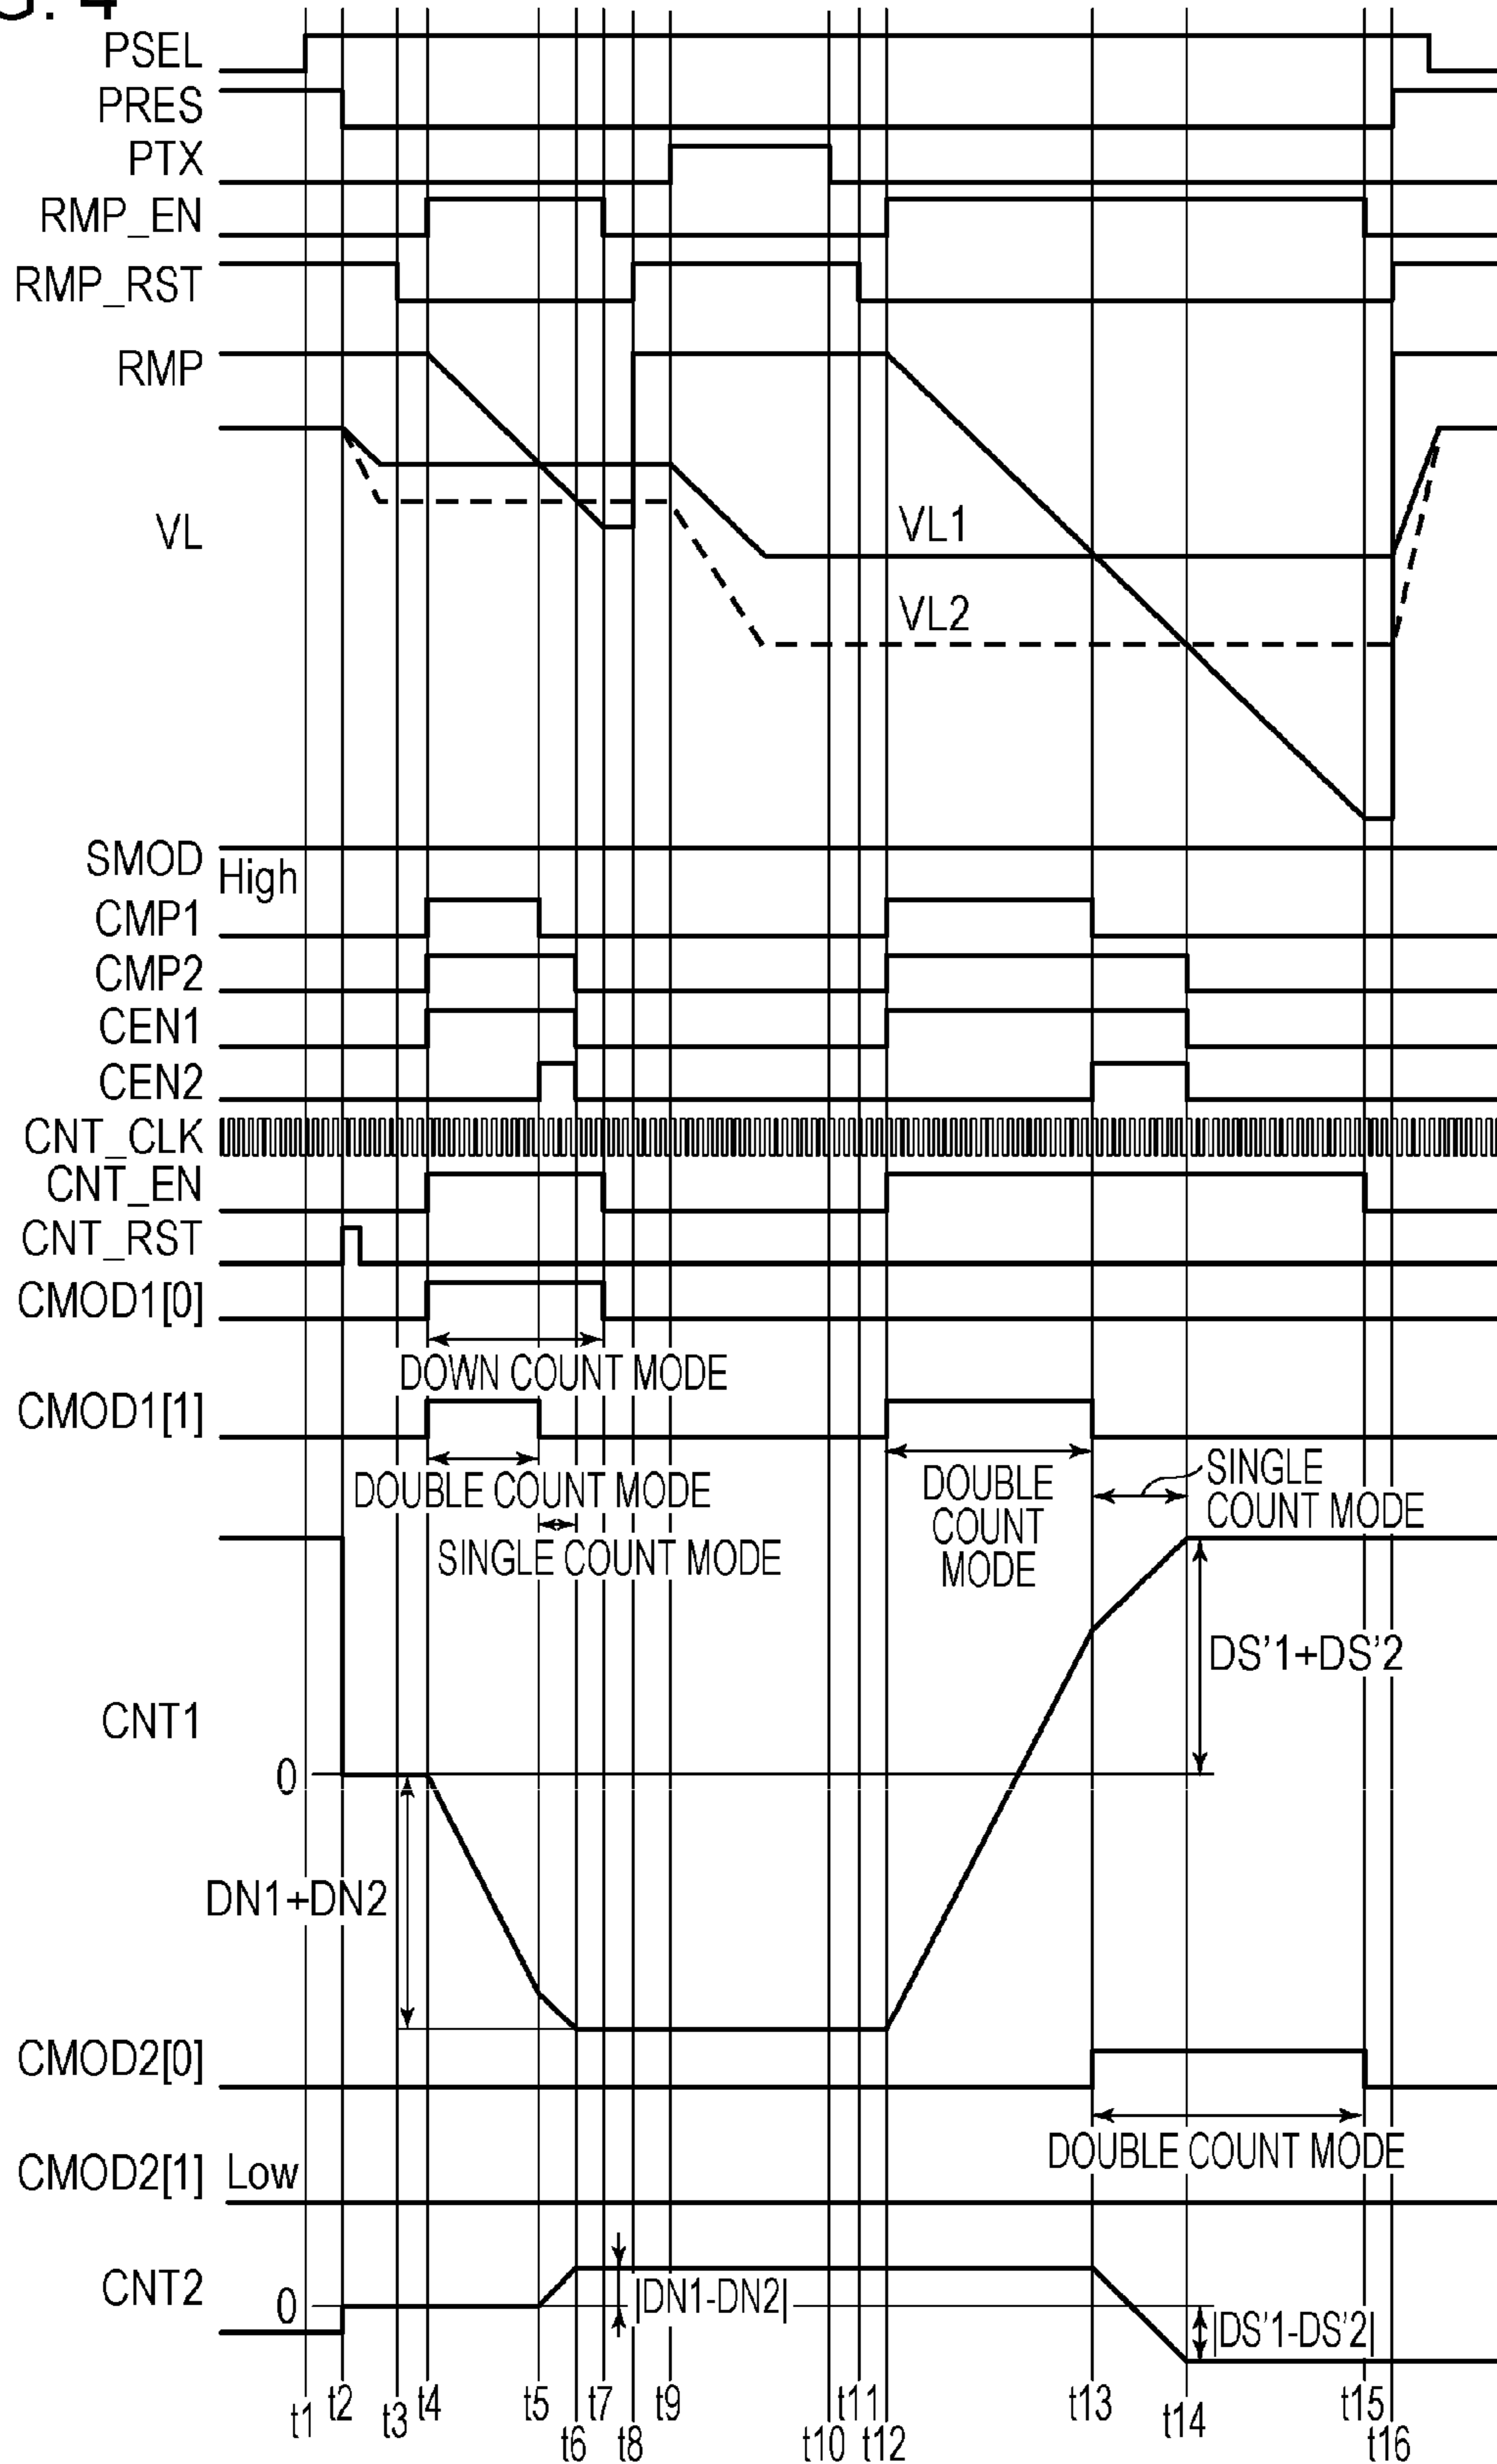 PSEL
PRES
PTX
RMP_EN
RMP_RST
RMP
VL
VL1
VL2
SMOD
High
CMP1
CMP2
CEN1
CEN2
CNT_CLK
CNT_EN
CNT_RST
CMOD1[0]
DOWN COUNT MODE
CMOD1[1]
DOUBLE COUNT MODE
SINGLE COUNT MODE
DOUBLE
COUNT
MODE
SINGLE
COUNT MODE
CNT1
0
DS'1+DS'2
DN1+DN2
CMOD2[0]
DOUBLE COUNT MODE
CMOD2[1] Low
CNT2
0
|DN1-DN2|
|DS'1-DS'2|
t1 t2 t3 t4 t5 t6 t7 t8 t9 t10 t11 t12 t13 t14 t15 t16